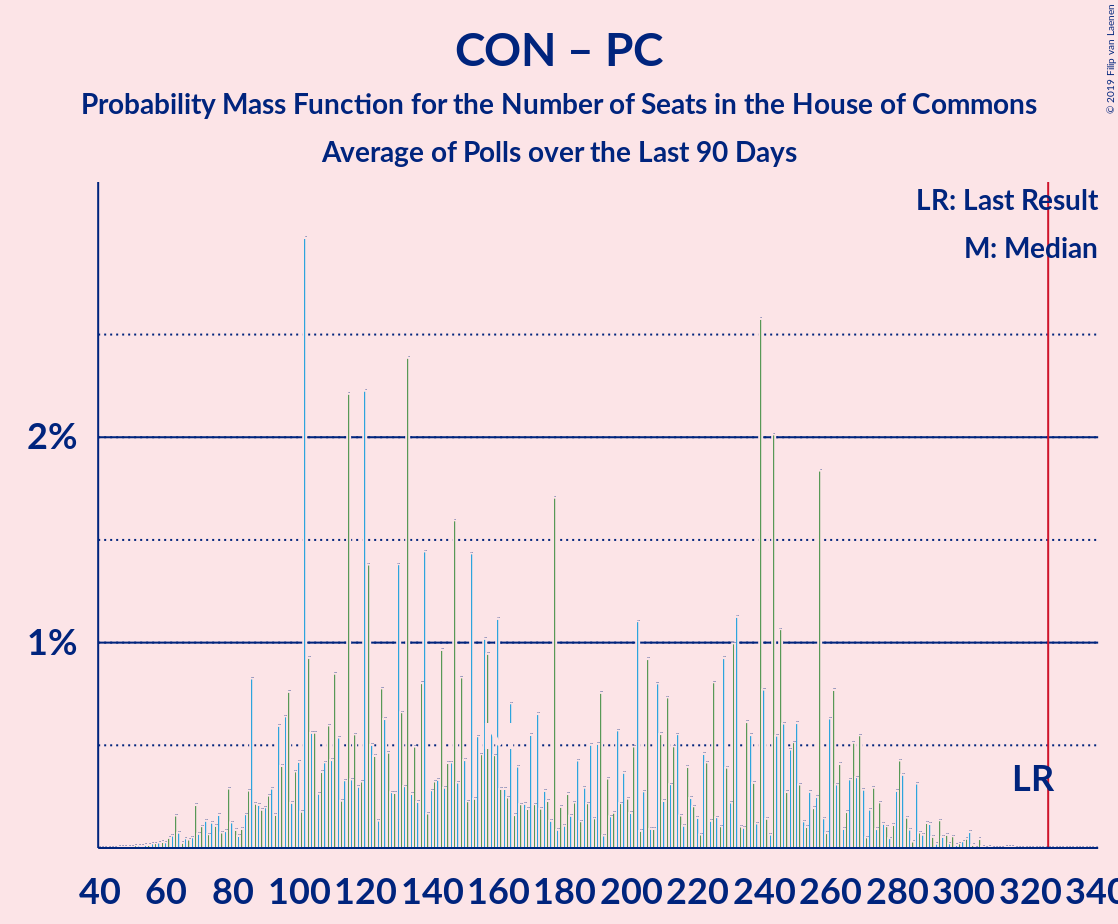 CON – PC
Probability Mass Function for the Number of Seats in the House of Commons
Average of Polls over the Last 90 Days
© 2019 Filip van Laenen
LR: Last Result
M: Median
2%
1%
LR
40 60 80 100 120 140 160 180 200 220 240 260 280 300 320 340